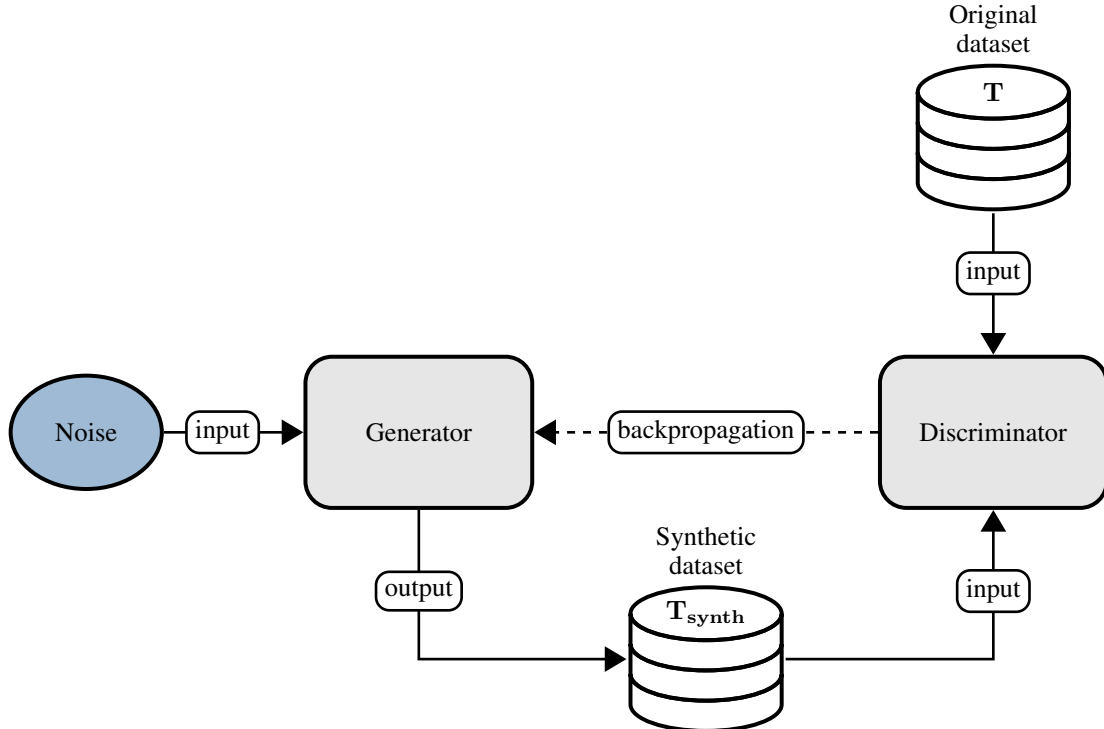 Original
dataset
T
input
Noise
input
Generator
backpropagation
Discriminator
Synthetic
dataset
output
input
T_synth